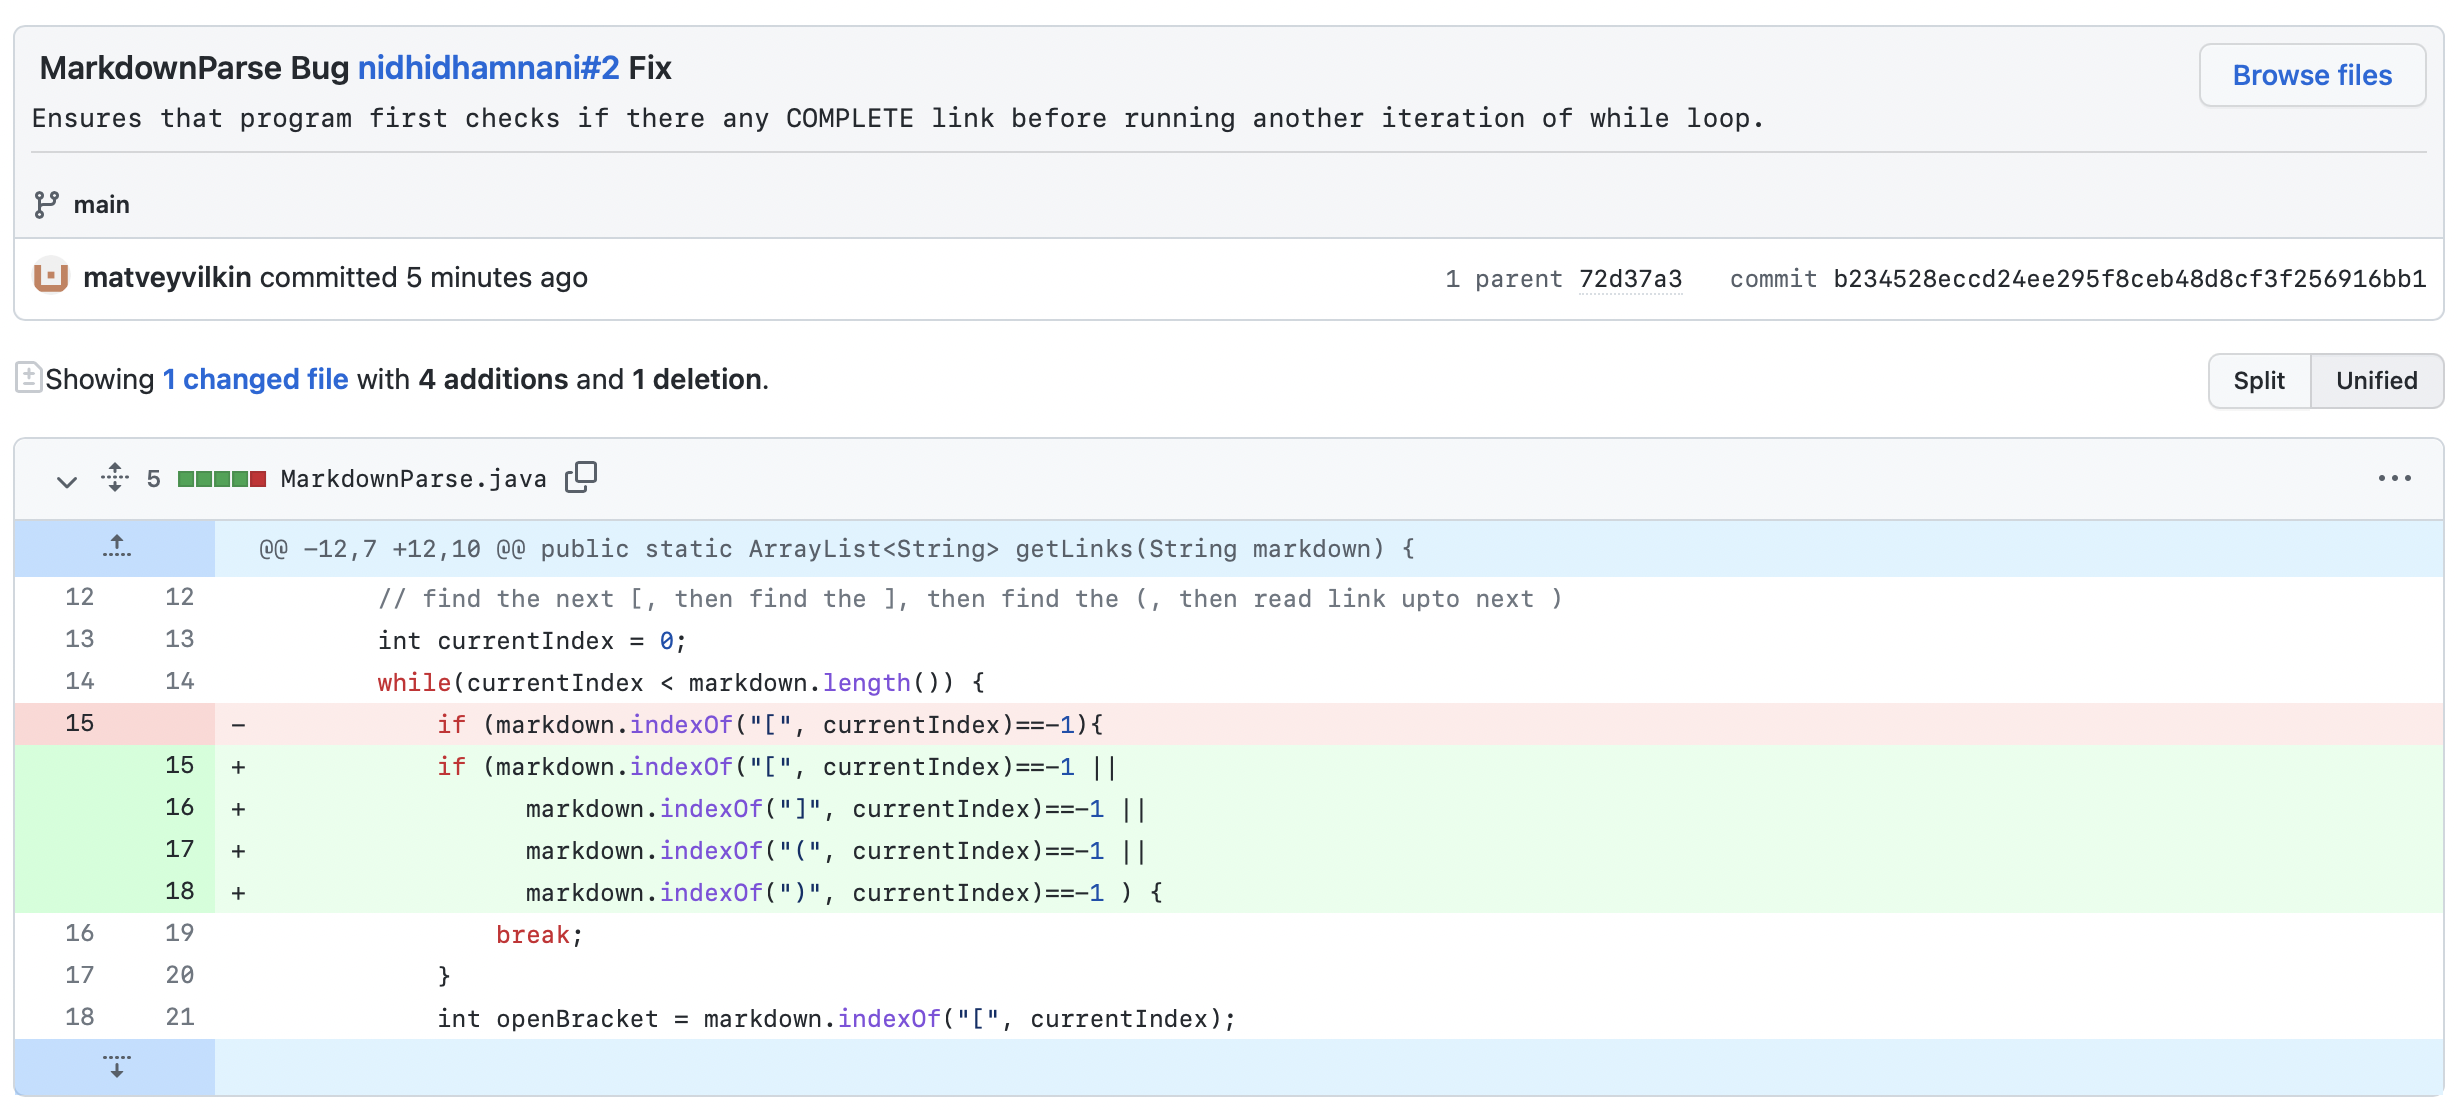 MarkdownParse Bug nidhidhamnani#2 Fix
Browse files
Ensures that program first checks if there any COMPLETE link before running another iteration of while loop.
main
matveyvilkin committed 5 minutes ago
1 parent 72d37a3 commit b234528eccd24ee295f8ceb48d8cf3f256916bb1
Showing 1 changed file with 4 additions and 1 deletion.
Split Unified
5 MarkdownParse.java
@@ -12,7 +12,10 @@ public static ArrayList<String> getLinks(String markdown) {
12 12 // find the next [, then find the ], then find the (, then read link upto next )
13 13 int currentIndex = 0;
14 14 while(currentIndex < markdown.length()) {
15 - if (markdown.indexOf("[", currentIndex)==-1){
15 + if (markdown.indexOf("[", currentIndex)==-1 ||
16 + markdown.indexOf("]", currentIndex)==-1 ||
17 + markdown.indexOf("(", currentIndex)==-1 ||
18 + markdown.indexOf(")", currentIndex)==-1 ) {
16 19 break;
17 20 }
18 21 int openBracket = markdown.indexOf("[", currentIndex);